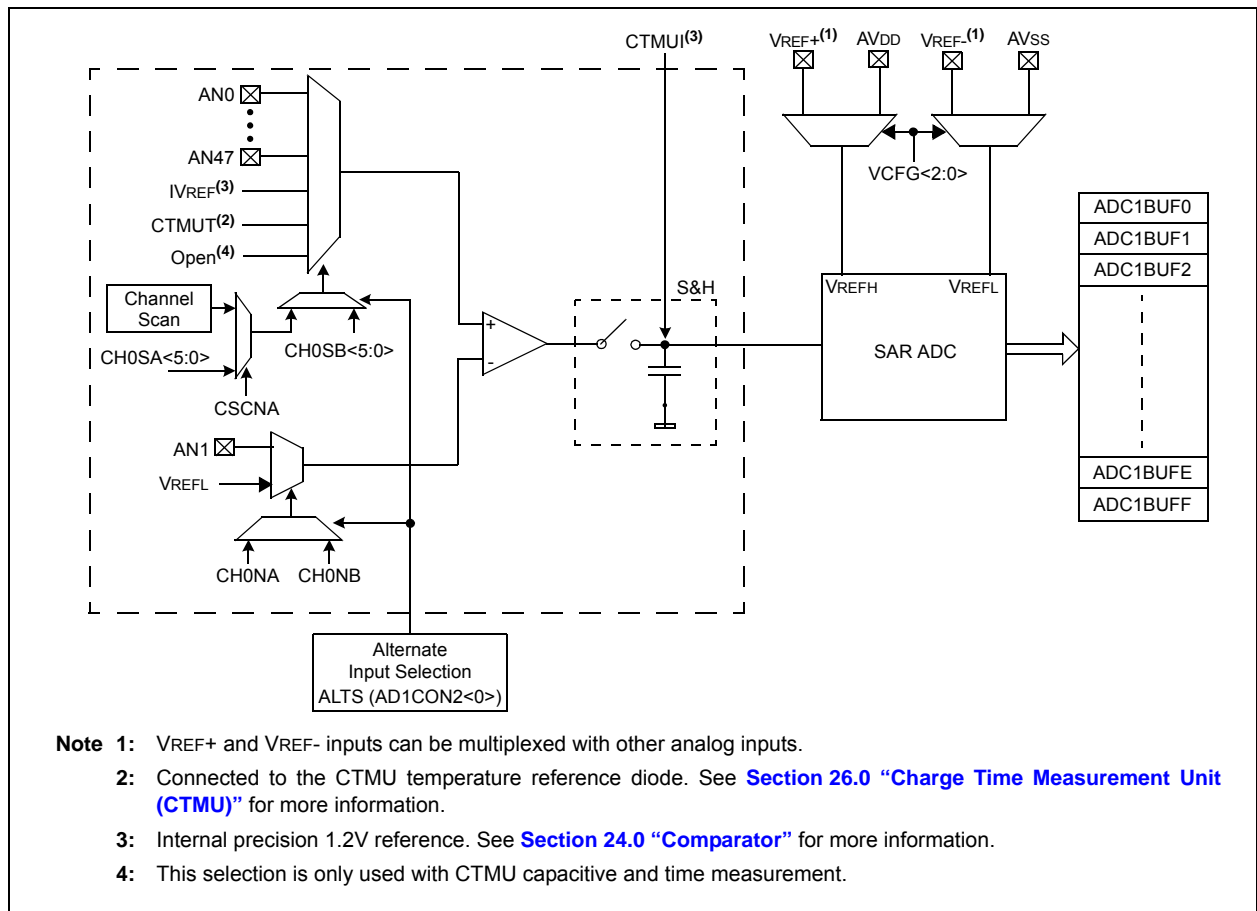 CTMUI(3)
VREF+(1) AVDD VREF-(1) AVSS
AN0
AN47
IVREF(3)
CTMUT(2)
Open(4)
VCFG<2:0>
ADC1BUF0
ADC1BUF1
ADC1BUF2
ADC1BUFE
ADC1BUFF
Channel
Scan
CH0SA<5:0>
CH0SB<5:0>
CSCNA
+
-
S&H
VREFH VREFL
SAR ADC
AN1
VREFL
CH0NA CH0NB
Alternate
Input Selection
ALTS (AD1CON2<0>)
Note 1: VREF+ and VREF- inputs can be multiplexed with other analog inputs.
2: Connected to the CTMU temperature reference diode. See Section 26.0 “Charge Time Measurement Unit
(CTMU)” for more information.
3: Internal precision 1.2V reference. See Section 24.0 “Comparator” for more information.
4: This selection is only used with CTMU capacitive and time measurement.